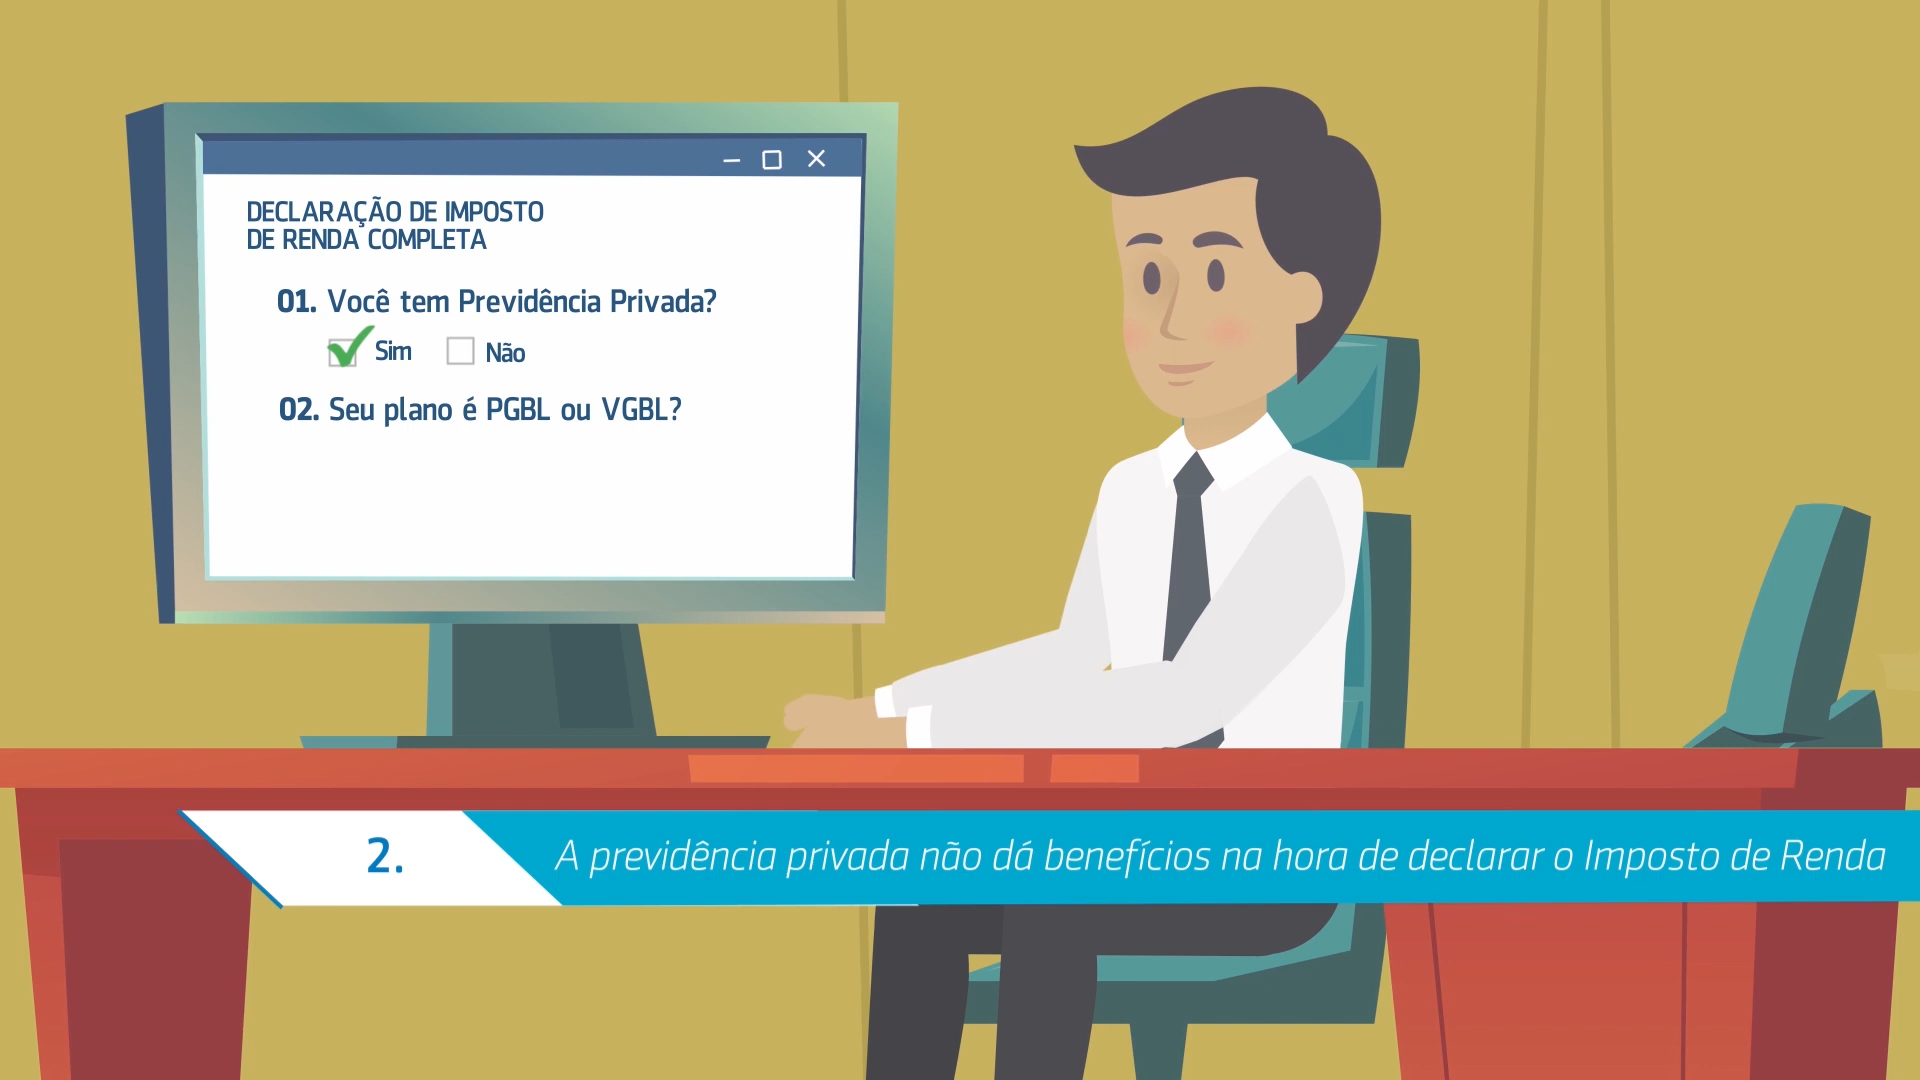 DECLARAÇÃO DE IMPOSTO
DE RENDA COMPLETA
01. Você tem Previdência Privada?
Sim Não
02. Seu plano é PGBL ou VGBL?
2. A previdência privada não dá benefícios na hora de declarar o Imposto de Renda